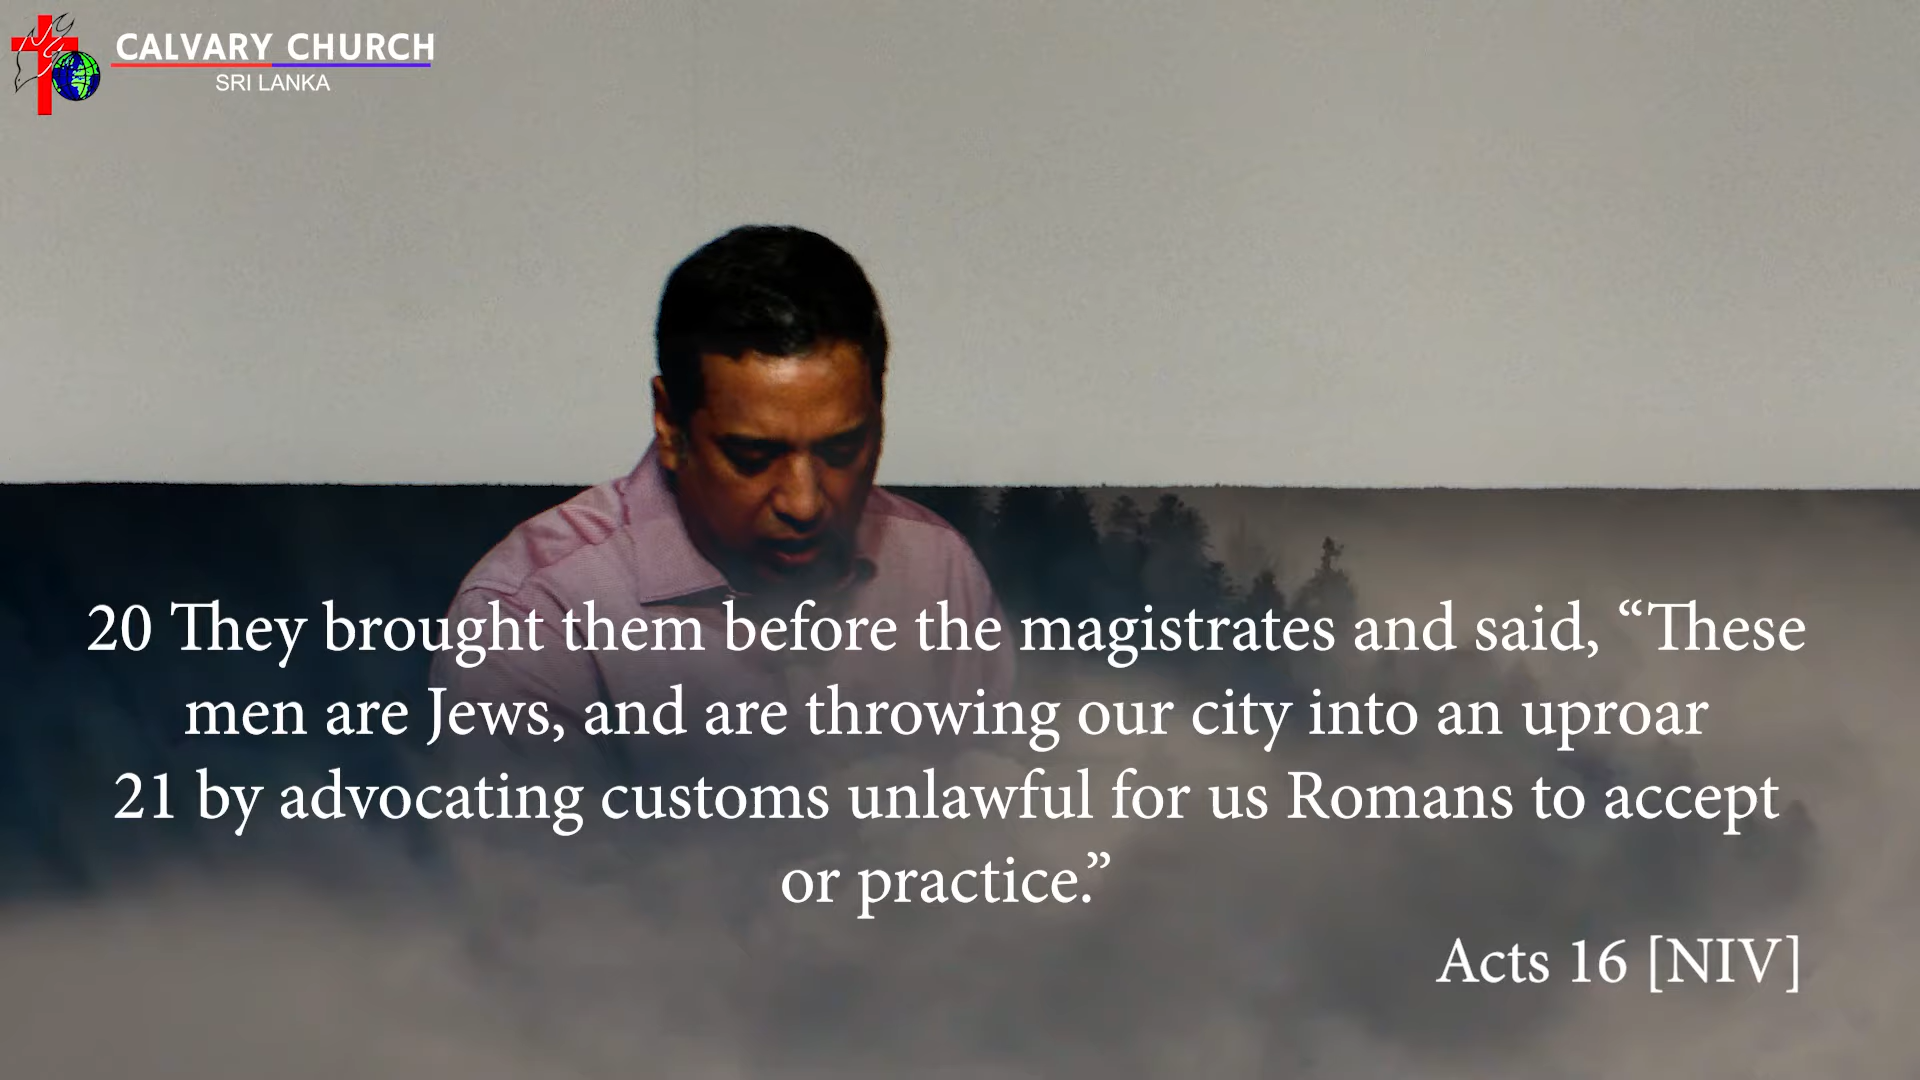 CALVARY CHURCH
SRI LANKA
20 They brought them before the magistrates and said, “These
men are Jews, and are throwing our city into an uproar
21 by advocating customs unlawful for us Romans to accept
or practice.”
Acts 16 [NIV]